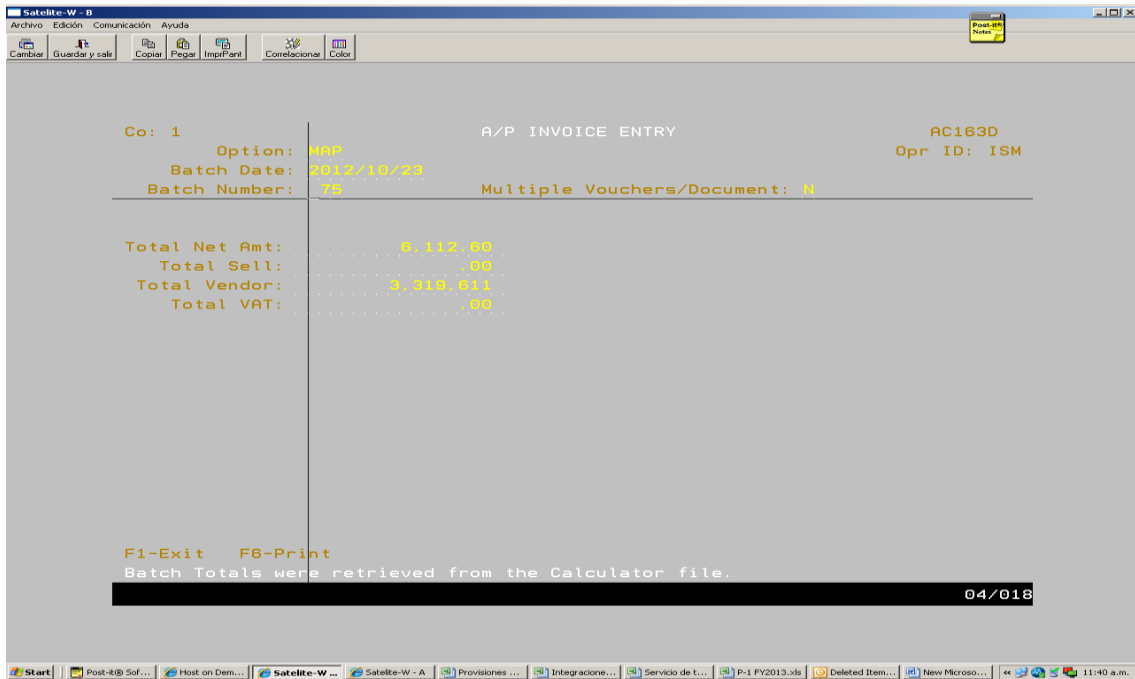 Satelite-W - B
Archivo Edición Comunicación Ayuda
Post-it® Notes
Cambiar Guardar y salir Copiar Pegar ImprPant Correlacionar Color
Co: 1 A/P INVOICE ENTRY AC163D
Option: MAP Opr ID: ISM
Batch Date: 2012/10/23
Batch Number: 75 Multiple Vouchers/Document: N
Total Net Amt: 6,112.60
Total Sell: .00
Total Vendor: 3,319,611
Total VAT: .00
F1-Exit F6-Print
Batch Totals were retrieved from the Calculator file.
04/018
Start Post-it® Sof... Host on Dem... Satelite-W ... Satelite-W - A Provisiones ... Integracione... Servicio de t... P-1 FY2013.xls Deleted Item... New Microso... « 11:40 a.m.